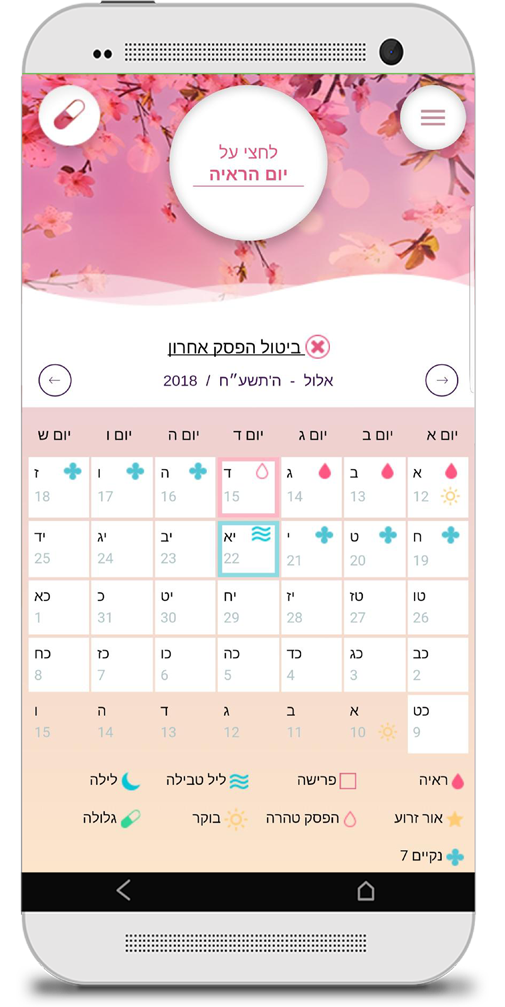 לחצי על
יום הראיה
ביטול הפסק אחרון
אלול - ה'תשע"ח / 2018
יום א יום ב יום ג יום ד יום ה יום ו יום ש
א ב ג ד ה ו ז
12 13 14 15 16 17 18
ח ט י יא יב יג יד
19 20 21 22 23 24 25
טו טז יז יח יט כ כא
26 27 28 29 30 31 1
כב כג כד כה כו כז כח
2 3 4 5 6 7 8
כט א ב ג ד ה ו
9 10 11 12 13 14 15
ראיה פרישה ליל טבילה לילה
אור זרוע הפסק טהרה בוקר גלולה
7 נקיים